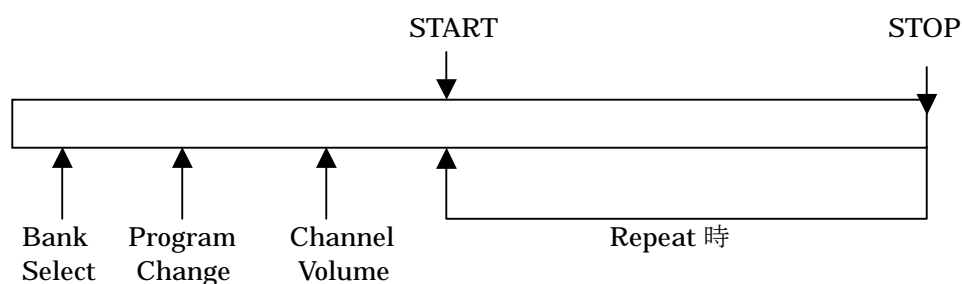 START
STOP
Bank
Select
Program
Change
Channel
Volume
Repeat 時